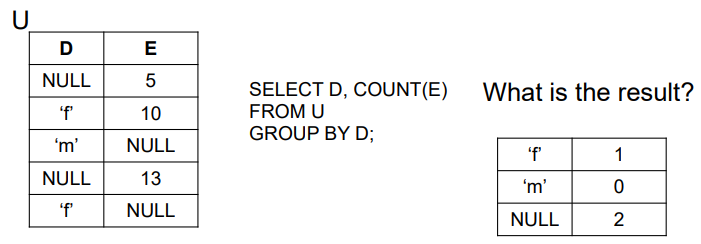 U
D E
NULL 5
‘f’ 10
‘m’ NULL
NULL 13
‘f’ NULL
SELECT D, COUNT(E)
FROM U
GROUP BY D;
What is the result?
‘f’ 1
‘m’ 0
NULL 2